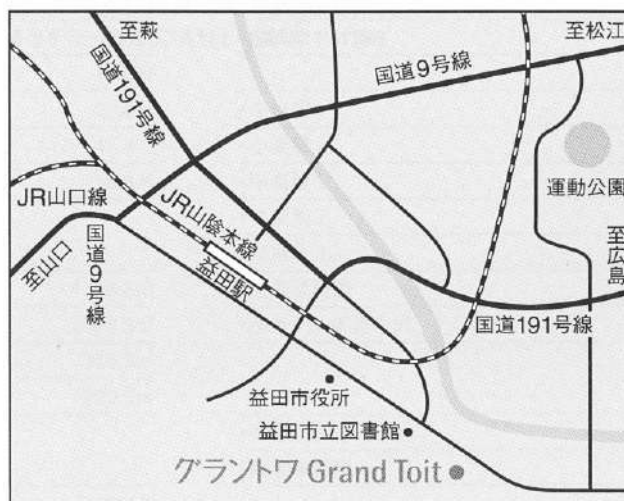 至萩
至松江
国道191号線
国道9号線
運動公園
JR山口線
JR山陰本線
至広島
至山口
国道9号線
益田駅
国道191号線
益田市役所
益田市立図書館
グラントワ Grand Toit